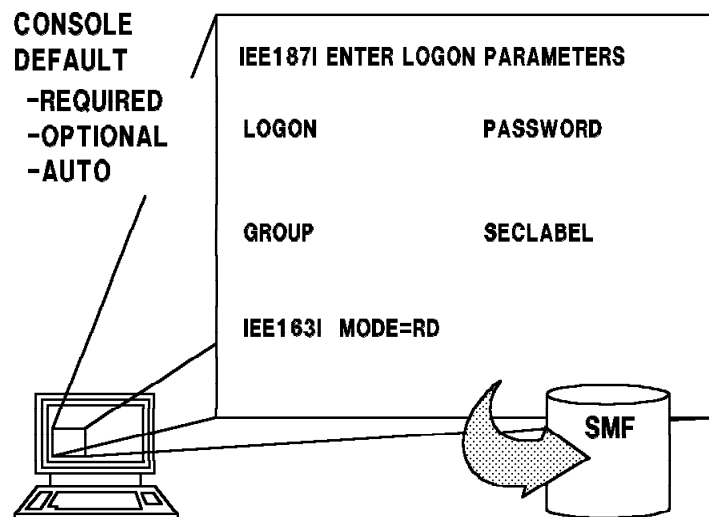 CONSOLE
DEFAULT
-REQUIRED
-OPTIONAL
-AUTO
IEE187I ENTER LOGON PARAMETERS
LOGON PASSWORD
GROUP SECLABEL
IEE163I MODE=RD
SMF